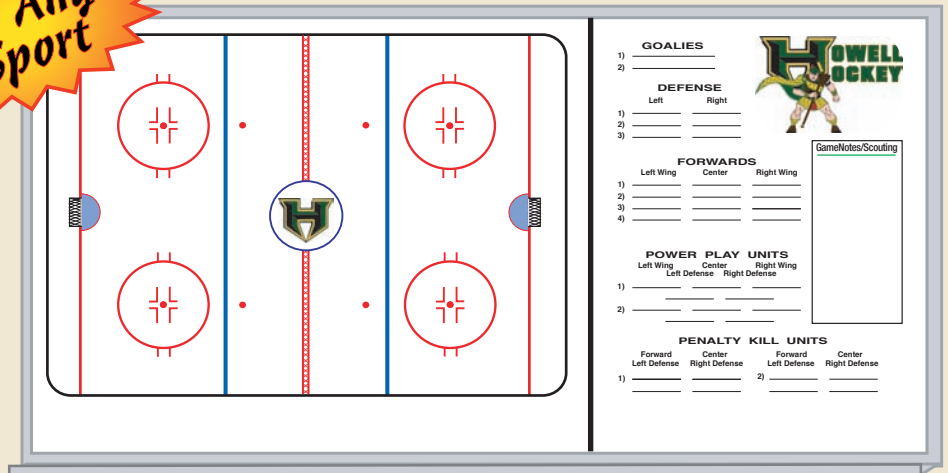 Any
Sport
H
HOWELL
HOCKEY
GOALIES
1)
2)
DEFENSE
Left Right
1)
2)
3)
GameNotes/Scouting
FORWARDS
Left Wing Center Right Wing
1)
2)
3)
4)
POWER PLAY UNITS
Left Wing Center Right Wing
Left Defense Right Defense
1)
2)
PENALTY KILL UNITS
Forward Center Forward Center
Left Defense Right Defense Left Defense Right Defense
1) 2)